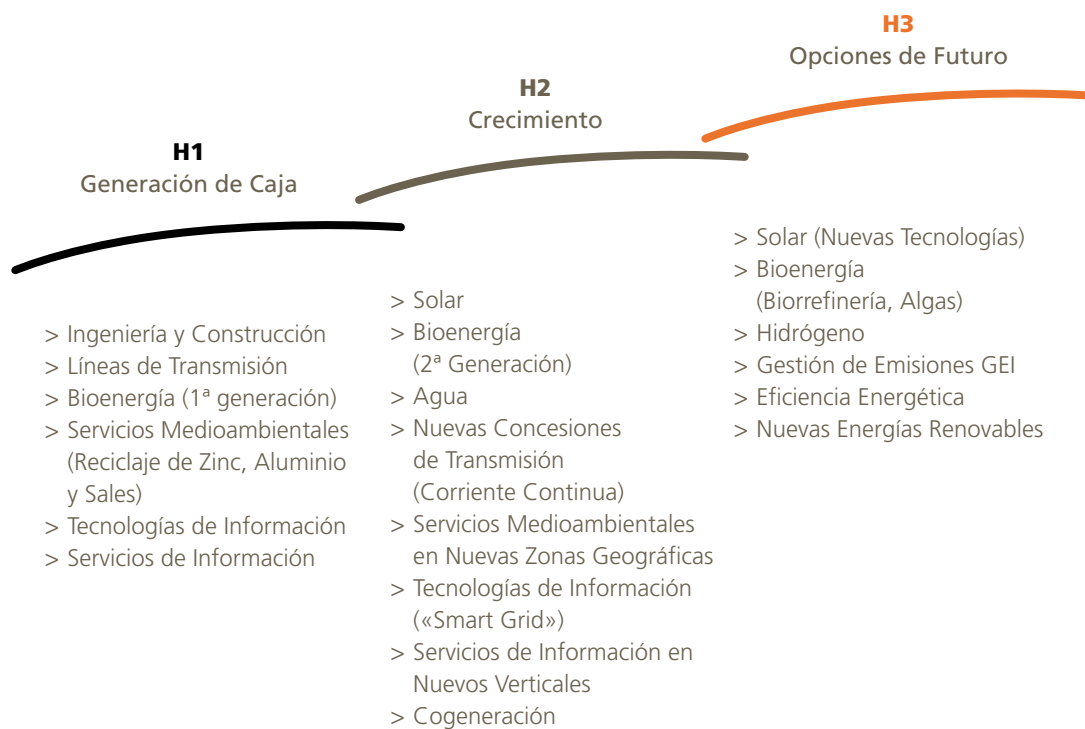 H1
Generación de Caja
> Ingeniería y Construcción
> Líneas de Transmisión
> Bioenergía (1ª generación)
> Servicios Medioambientales
(Reciclaje de Zinc, Aluminio
y Sales)
> Tecnologías de Información
> Servicios de Información
H2
Crecimiento
> Solar
> Bioenergía
(2ª Generación)
> Agua
> Nuevas Concesiones
de Transmisión
(Corriente Continua)
> Servicios Medioambientales
en Nuevas Zonas Geográficas
> Tecnologías de Información
(«Smart Grid»)
> Servicios de Información en
Nuevos Verticales
> Cogeneración
H3
Opciones de Futuro
> Solar (Nuevas Tecnologías)
> Bioenergía
(Biorrefinería, Algas)
> Hidrógeno
> Gestión de Emisiones GEI
> Eficiencia Energética
> Nuevas Energías Renovables